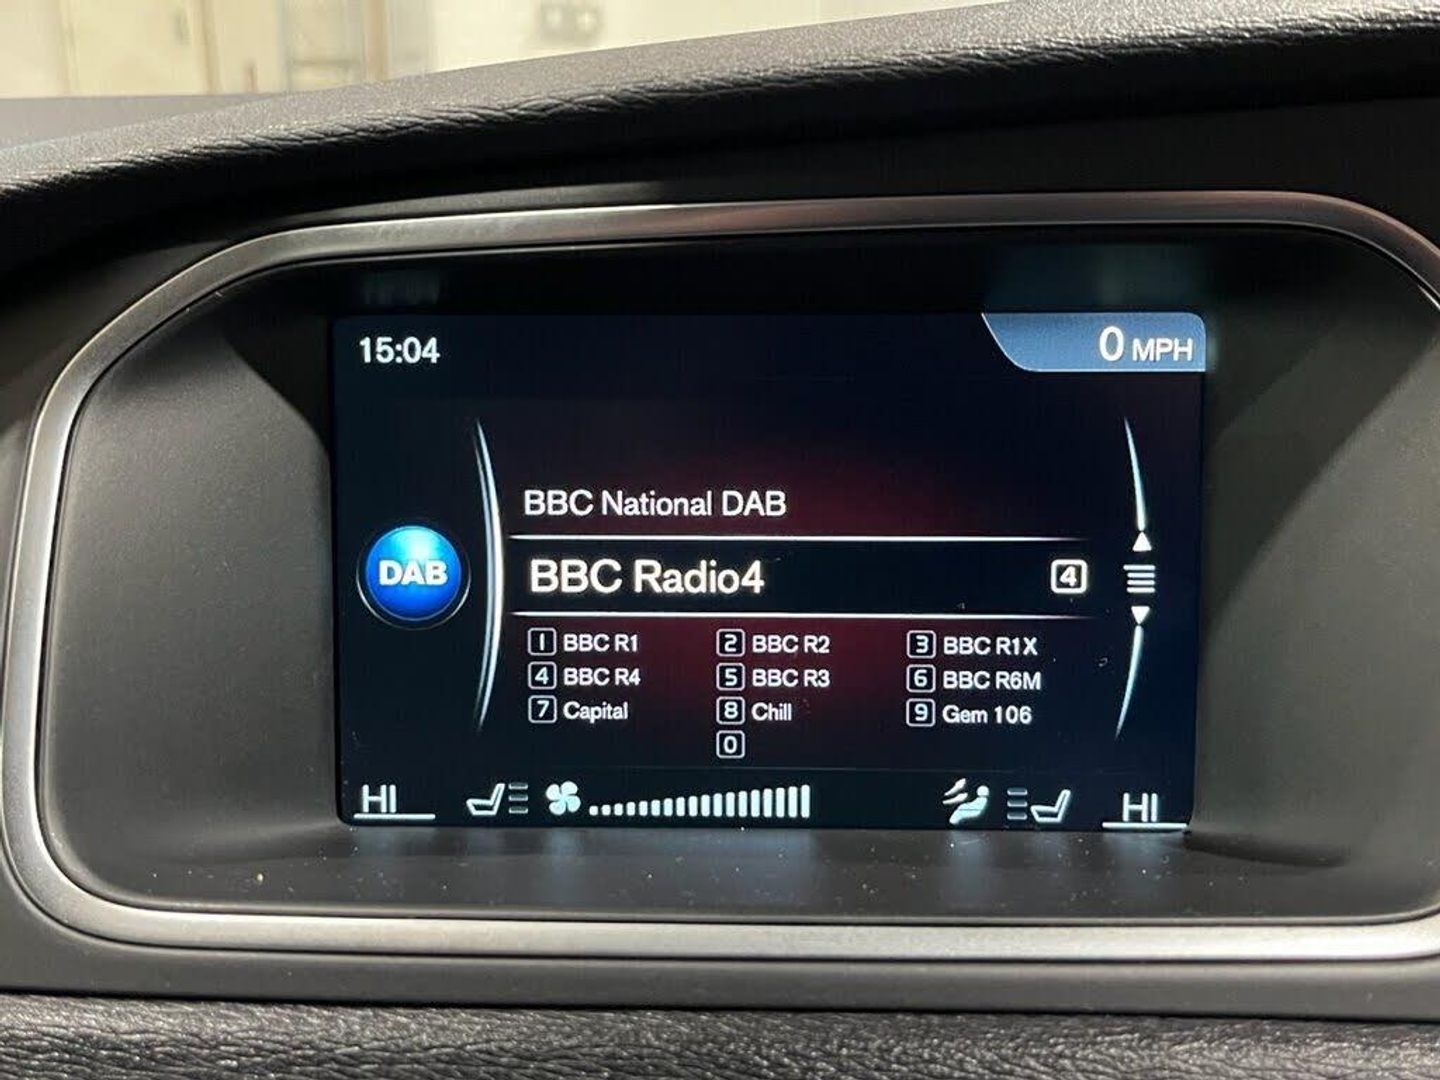 15:04
0 MPH
BBC National DAB
DAB
BBC Radio4 4
1 BBC R1 2 BBC R2 3 BBC R1X
4 BBC R4 5 BBC R3 6 BBC R6M
7 Capital 8 Chill 9 Gem 106
0
HI HI